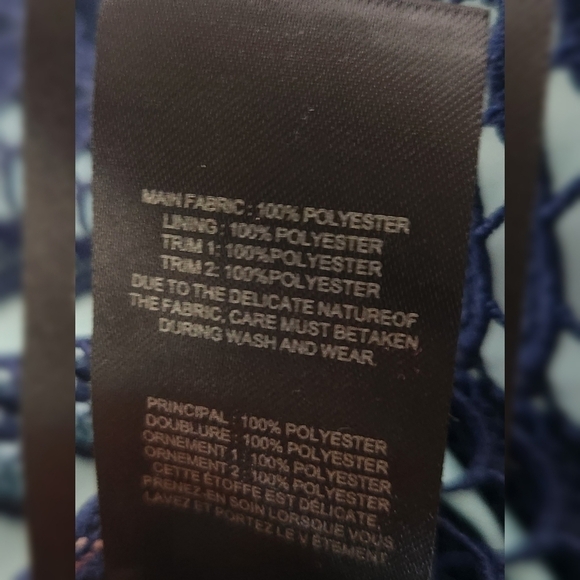 MAIN FABRIC : 100% POLYESTER
LINING : 100% POLYESTER
TRIM 1: 100% POLYESTER
TRIM 2: 100%POLYESTER
DUE TO THE DELICATE NATUREOF
THE FABRIC, CARE MUST BETAKEN
DURING WASH AND WEAR.
PRINCIPAL : 100% POLYESTER
DOUBLURE : 100% POLYESTER
ORNEMENT 1 : 100% POLYESTER
ORNEMENT 2 : 100% POLYESTER
CETTE ÉTOFFE EST DÉLICATE,
PRENEZ-EN SOIN LORSQUE VOUS
LAVEZ ET PORTEZ LE VÊTEMENT